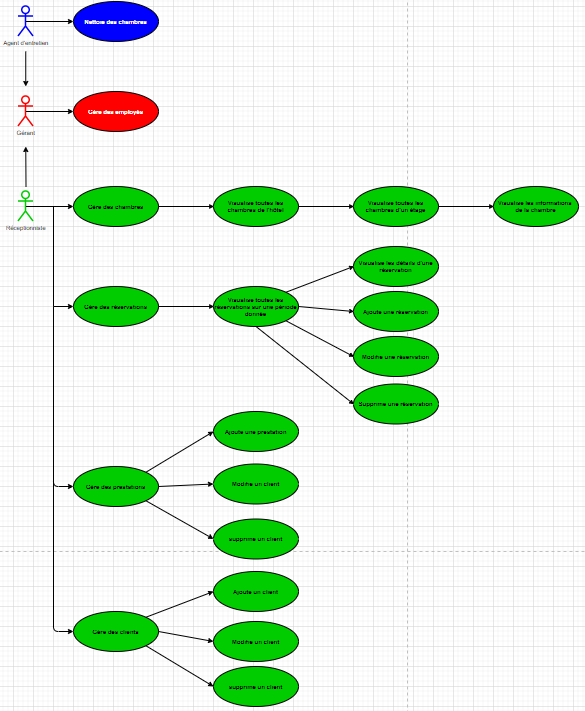 Nettoie des chambres
Agent d'entretien
Gère des employés
Gérant
Gère des chambres
Visualise toutes les
chambres de l'hôtel
Visualise toutes les
chambres d'un étage
Visualise les informations
de la chambre
Réceptionniste
Visualise les détails d'une
réservation
Gère des réservations
Visualise toutes les
réservations sur une période
donnée
Ajoute une réservation
Modifie une réservation
Supprime une réservation
Ajoute une prestation
Gère des prestations
Modifie un client
supprime un client
Ajoute un client
Gère des clients
Modifie un client
supprime un client